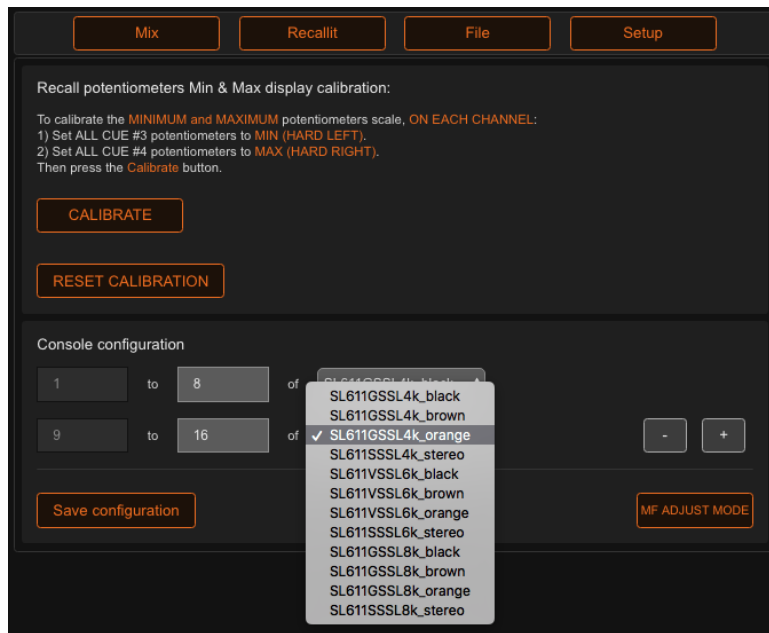 Mix Recallit File Setup
Recall potentiometers Min & Max display calibration:
To calibrate the MINIMUM and MAXIMUM potentiometers scale, ON EACH CHANNEL:
1) Set ALL CUE #3 potentiometers to MIN (HARD LEFT).
2) Set ALL CUE #4 potentiometers to MAX (HARD RIGHT).
Then press the Calibrate button.
CALIBRATE
RESET CALIBRATION
Console configuration
1 to 8 of SL611GSSL4k_black
SL611GSSL4k_black
SL611GSSL4k_brown
9 to 16 of ✓ SL611GSSL4k_orange - +
SL611SSSL4k_stereo
SL611VSSL6k_black
SL611VSSL6k_brown
Save configuration SL611VSSL6k_orange MF ADJUST MODE
SL611SSSL6k_stereo
SL611GSSL8k_black
SL611GSSL8k_brown
SL611GSSL8k_orange
SL611SSSL8k_stereo